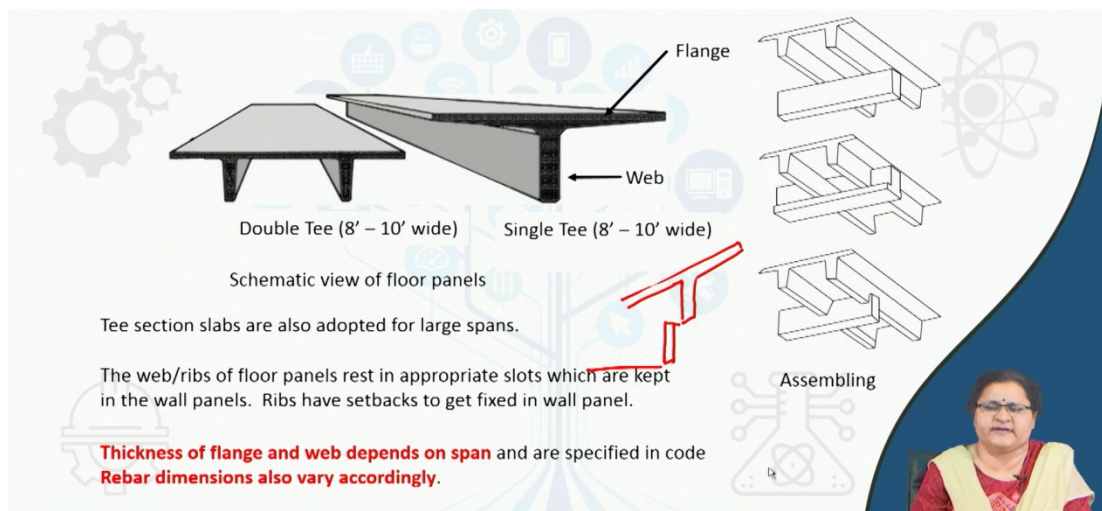 Flange
Web
Double Tee (8’ – 10’ wide)
Single Tee (8’ – 10’ wide)
Schematic view of floor panels
Tee section slabs are also adopted for large spans.
The web/ribs of floor panels rest in appropriate slots which are kept
in the wall panels. Ribs have setbacks to get fixed in wall panel.
Assembling
Thickness of flange and web depends on span and are specified in code
Rebar dimensions also vary accordingly.